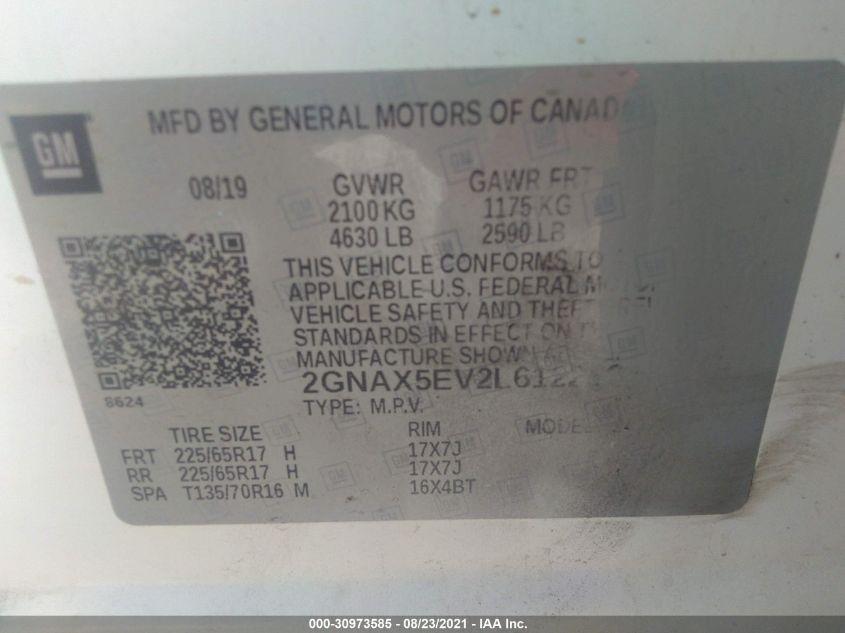 GM
MFD BY GENERAL MOTORS OF CANADA
08/19
GVWR
2100 KG
4630 LB
GAWR FRT
1175 KG
2590 LB
THIS VEHICLE CONFORMS TO
APPLICABLE U.S. FEDERAL
VEHICLE SAFETY AND THEFT
STANDARDS IN EFFECT ON
MANUFACTURE SHOWN
TYPE: M.P.V.
8624
TIRE SIZE RIM MODEL
FRT 225/65R17 H 17X7J
RR 225/65R17 H 17X7J
SPA T135/70R16 M 16X4BT
000-30973585 - 08/23/2021 - IAA Inc.